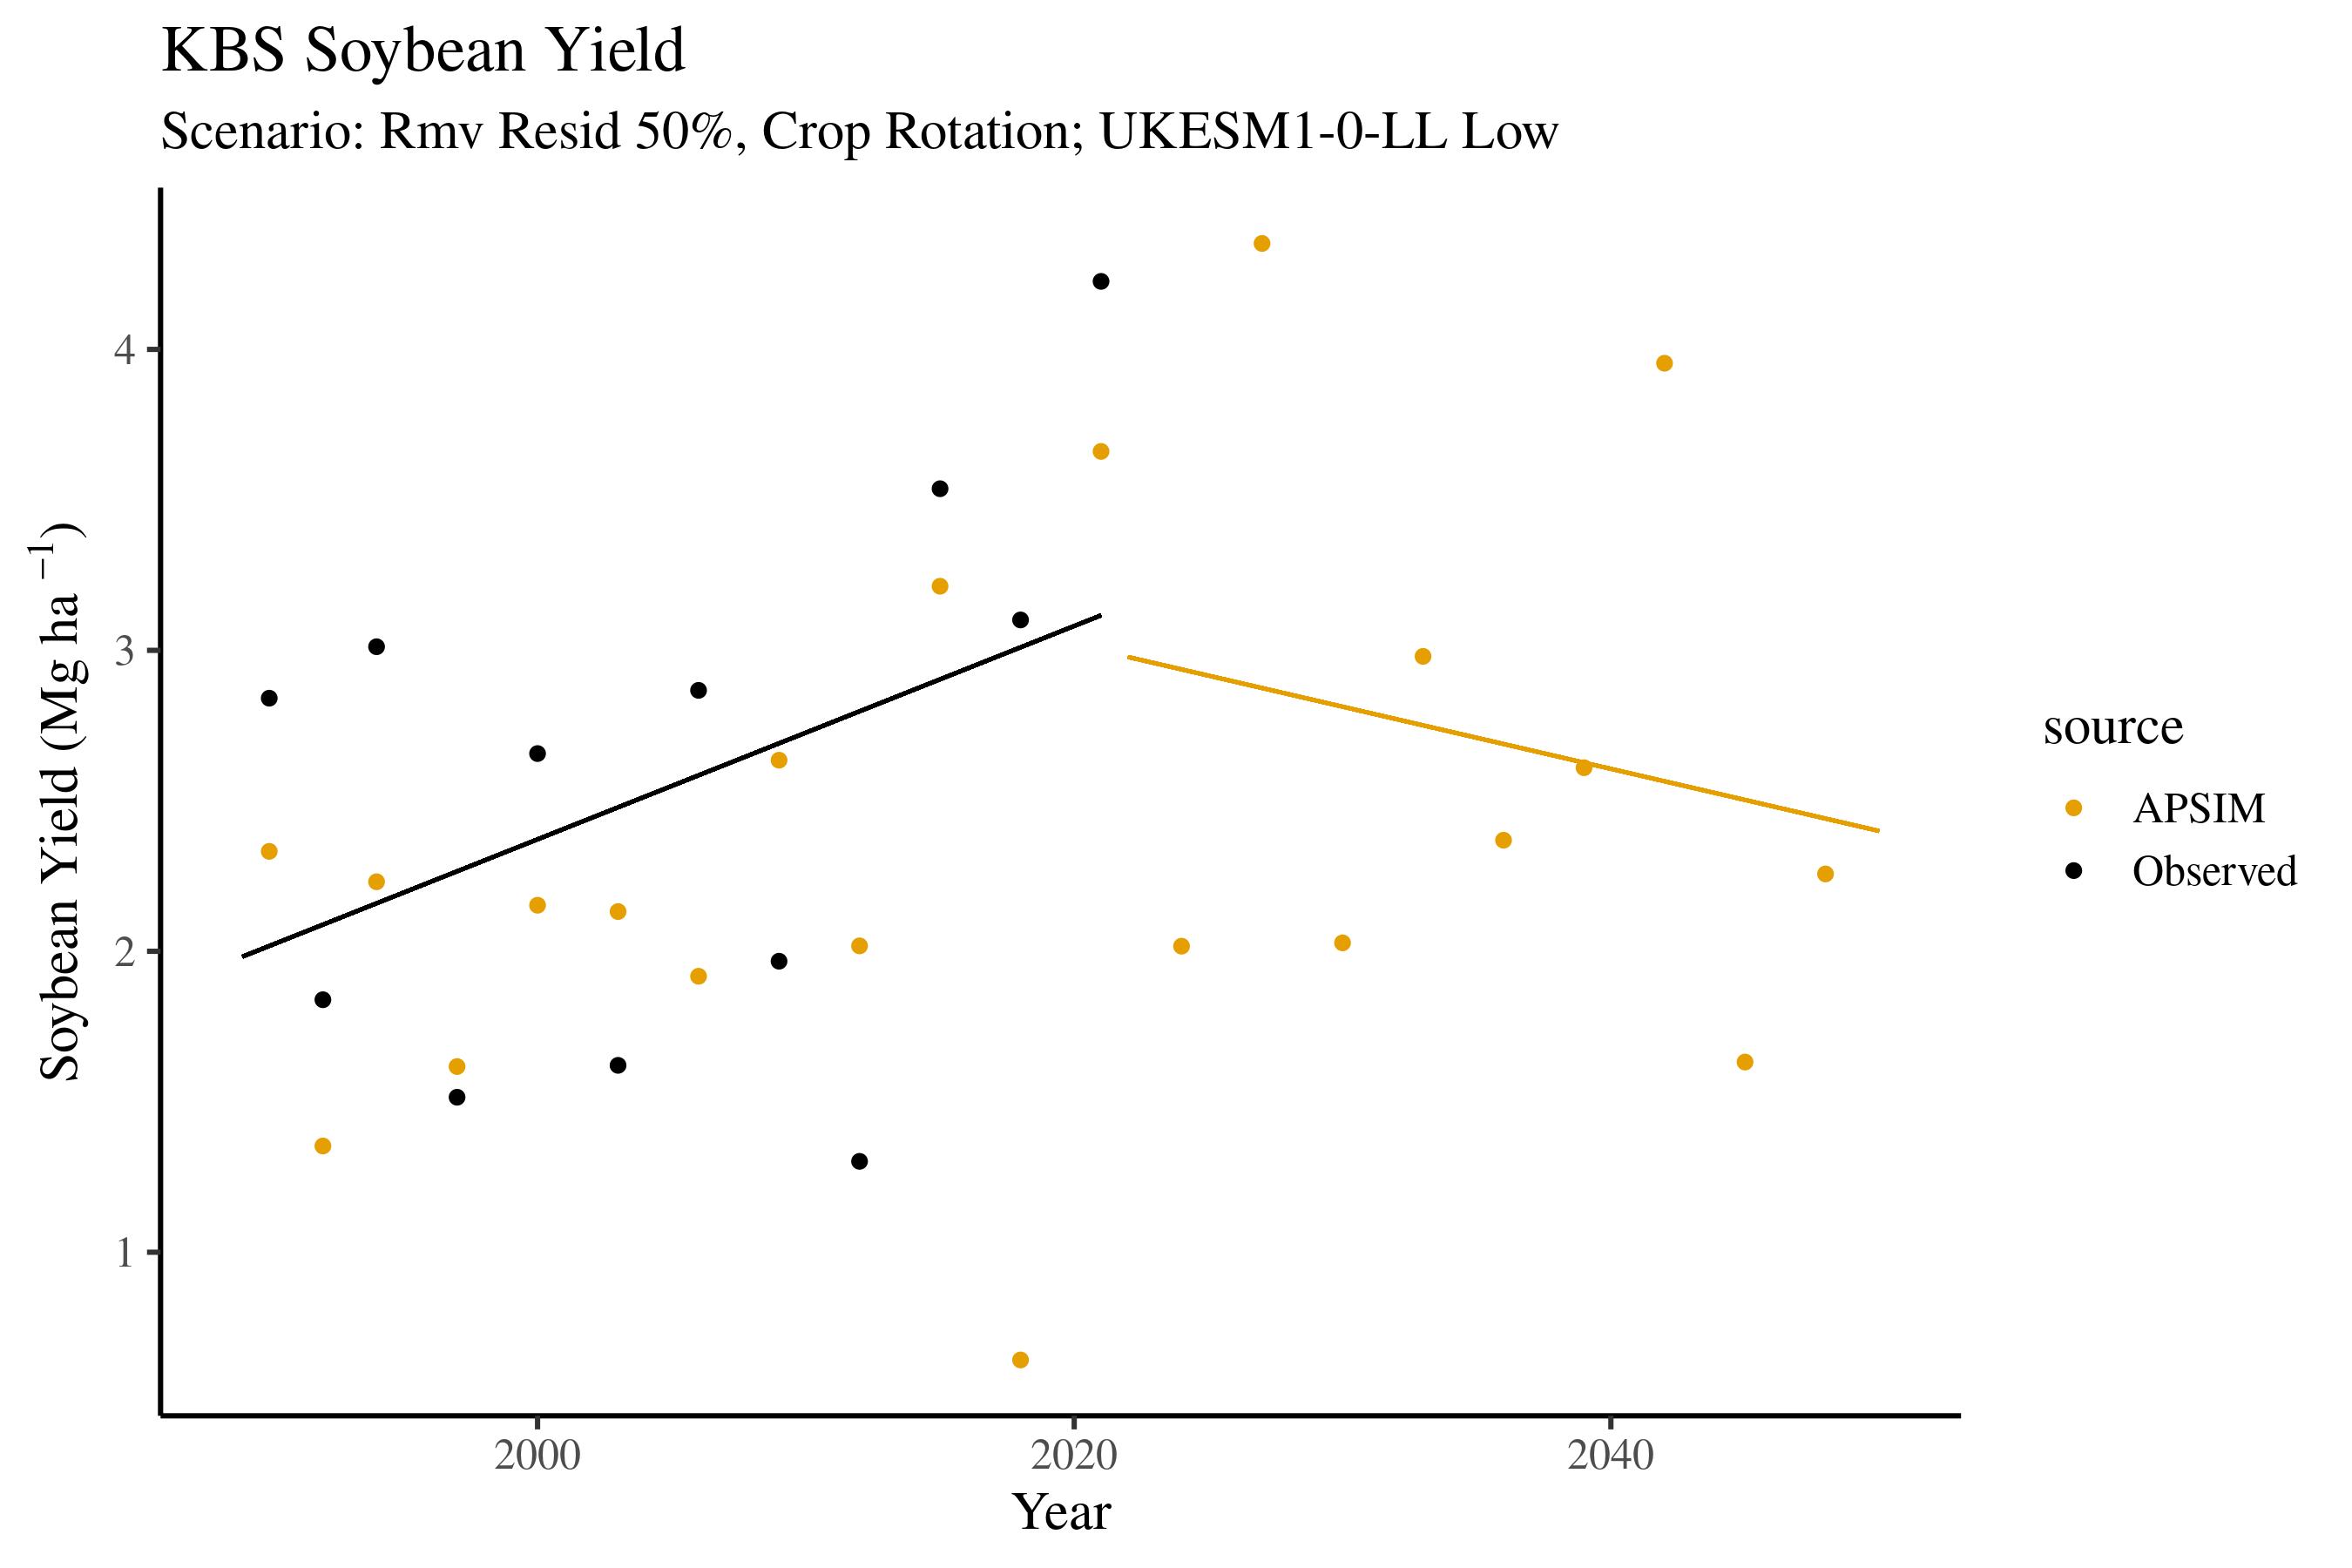 KBS Soybean Yield
Scenario: Rmv Resid 50%, Crop Rotation; UKESM1-0-LL Low
Soybean Yield (Mg ha −1)
4
3
2
1
2000 2020 2040
Year
source
APSIM
Observed